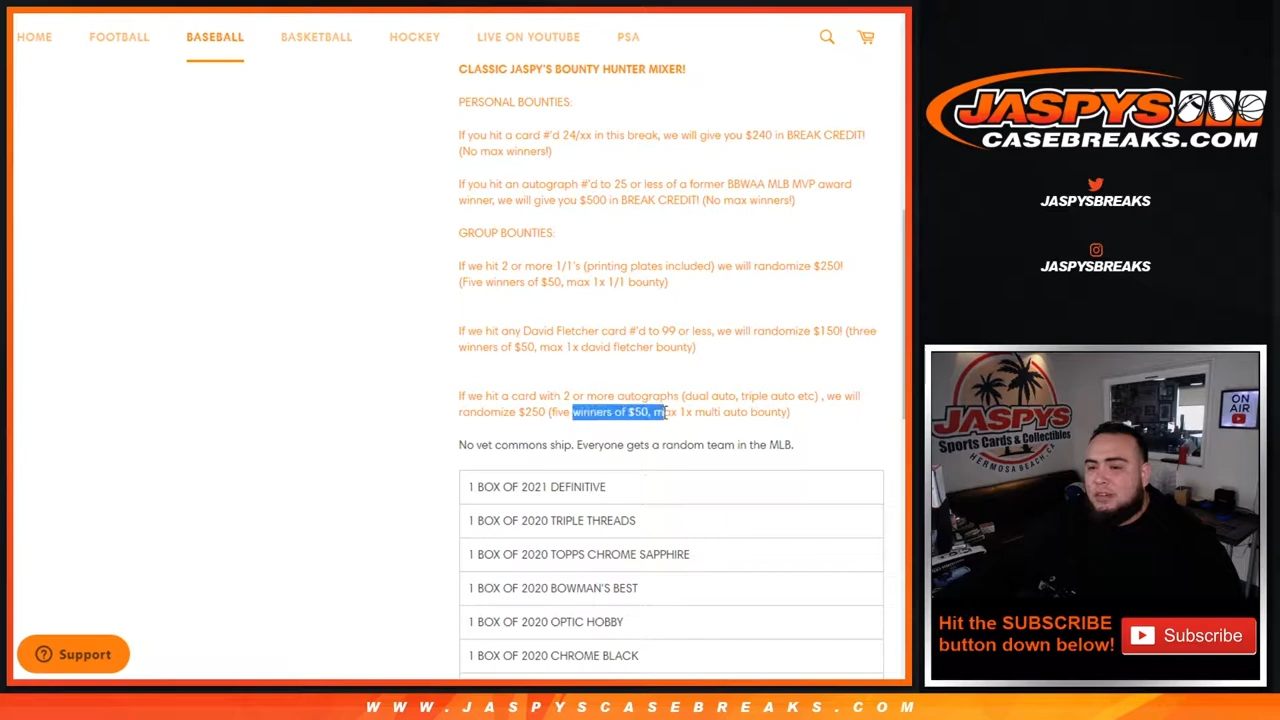 HOME FOOTBALL BASEBALL BASKETBALL HOCKEY LIVE ON YOUTUBE PSA
CLASSIC JASPY'S BOUNTY HUNTER MIXER!
PERSONAL BOUNTIES:
If you hit a card #'d 24/xx in this break, we will give you $240 in BREAK CREDIT!
(No max winners!)
If you hit an autograph #'d to 25 or less of a former BBWAA MLB MVP award
winner, we will give you $500 in BREAK CREDIT! (No max winners!)
GROUP BOUNTIES:
If we hit 2 or more 1/1's (printing plates included) we will randomize $250!
(Five winners of $50, max 1x 1/1 bounty)
If we hit any David Fletcher card #'d to 99 or less, we will randomize $150! (three
winners of $50, max 1x david fletcher bounty)
If we hit a card with 2 or more autographs (dual auto, triple auto etc) , we will
randomize $250 (five winners of $50, max 1x multi auto bounty)
No vet commons ship. Everyone gets a random team in the MLB.
1 BOX OF 2021 DEFINITIVE
1 BOX OF 2020 TRIPLE THREADS
1 BOX OF 2020 TOPPS CHROME SAPPHIRE
1 BOX OF 2020 BOWMAN'S BEST
1 BOX OF 2020 OPTIC HOBBY
1 BOX OF 2020 CHROME BLACK
Support
JASPYS
CASEBREAKS.COM
JASPYSBREAKS
JASPYSBREAKS
JASPYS
Sports Cards & Collectibles
HERMOSA BEACH, CA
ON
AIR
Hit the SUBSCRIBE
button down below!
Subscribe
WWW.JASPYSCASEBREAKS.COM